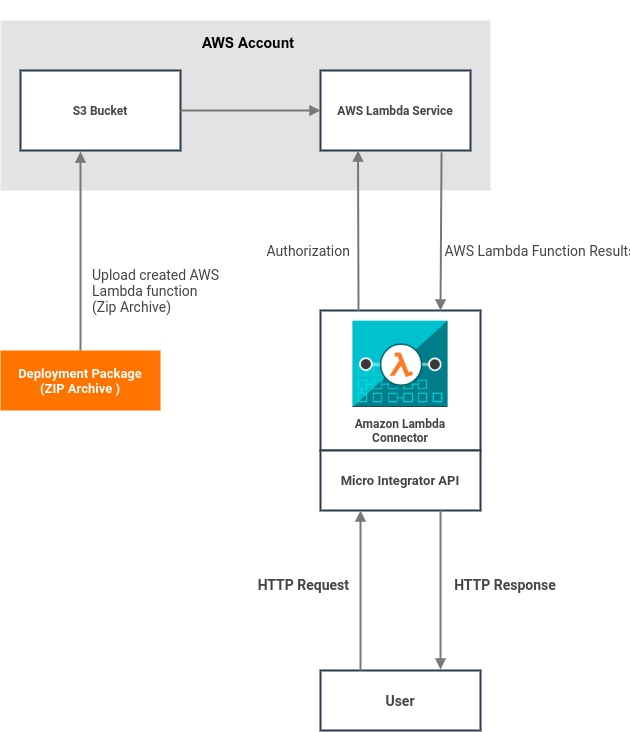 AWS Account
S3 Bucket
AWS Lambda Service
Authorization
AWS Lambda Function Results
Upload created AWS
Lambda function
(Zip Archive)
Deployment Package
(ZIP Archive )
λ
Amazon Lambda
Connector
Micro Integrator API
HTTP Request
HTTP Response
User